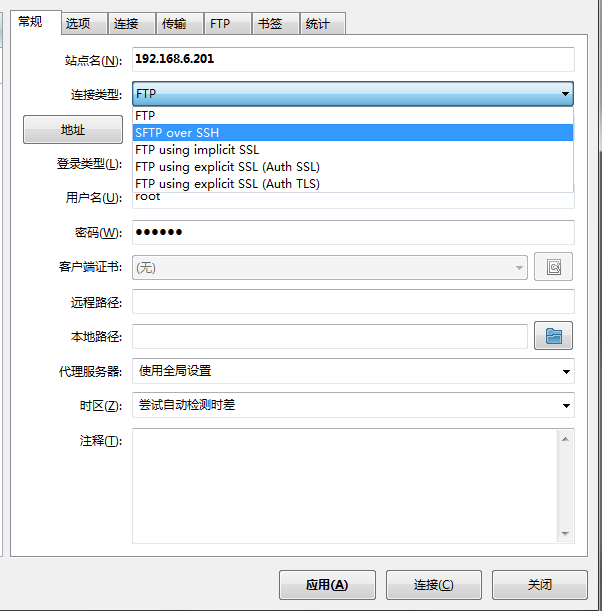 常规 选项 连接 传输 FTP 书签 统计
站点名(N): 192.168.6.201
连接类型: FTP
FTP
地址
SFTP over SSH
FTP using implicit SSL
登录类型(L): FTP using explicit SSL (Auth SSL)
FTP using explicit SSL (Auth TLS)
用户名(U): root
密码(W): ●●●●●●
客户端证书: (无)
远程路径:
本地路径:
代理服务器: 使用全局设置
时区(Z): 尝试自动检测时差
注释(T):
应用(A) 连接(C) 关闭